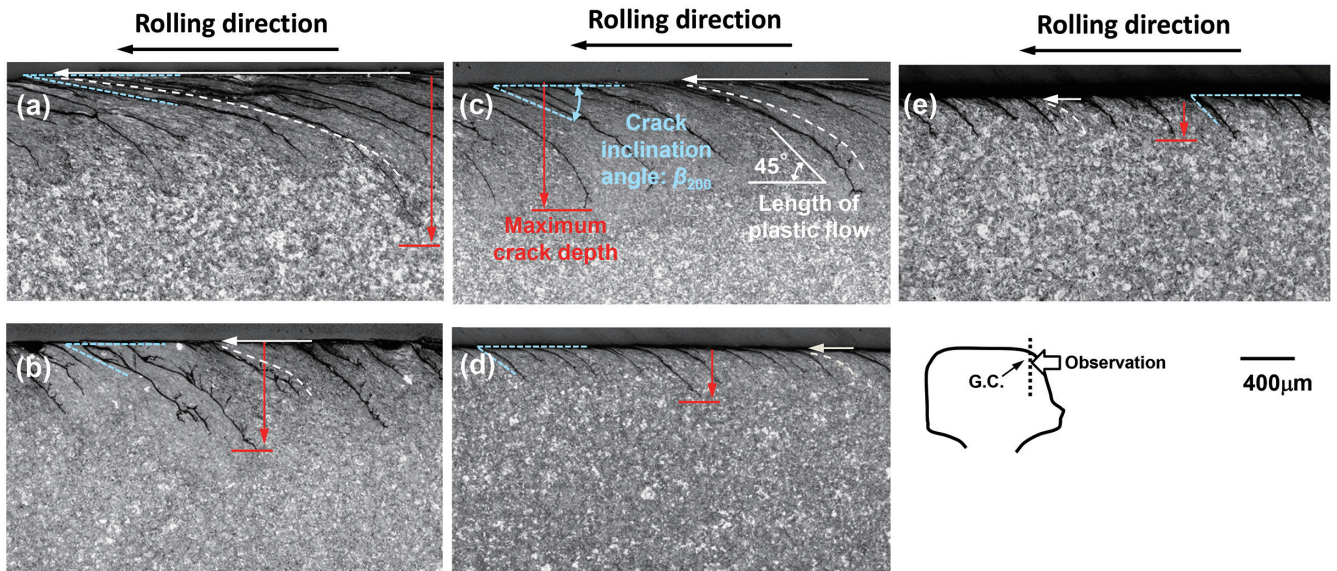 Rolling direction
Rolling direction
Rolling direction
(a)
(c)
Crack
inclination
angle: β200
45°
Length of
plastic flow
Maximum
crack depth
(e)
(b)
(d)
G.C.
Observation
400μm